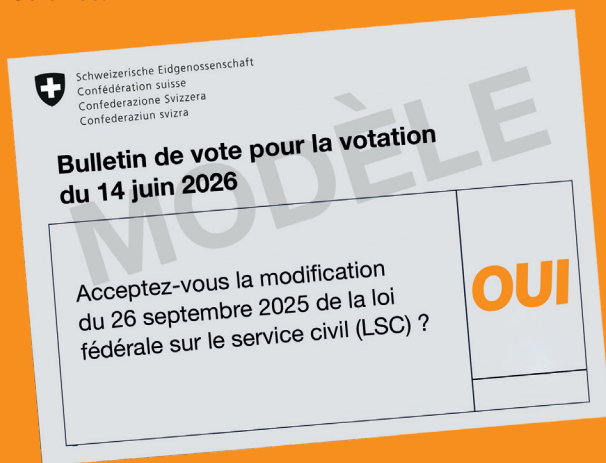 Schweizerische Eidgenossenschaft
Confédération suisse
Confederazione Svizzera
Confederaziun svizra
MODÈLE
Bulletin de vote pour la votation
du 14 juin 2026
Acceptez-vous la modification
du 26 septembre 2025 de la loi
fédérale sur le service civil (LSC) ?
OUI